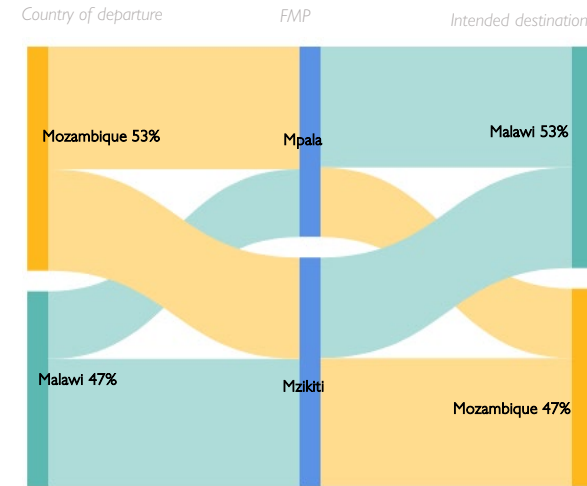 Country of departure
FMP
Intended destination
Mozambique 53%
Mpala
Malawi 53%
Malawi 47%
Mzikiti
Mozambique 47%